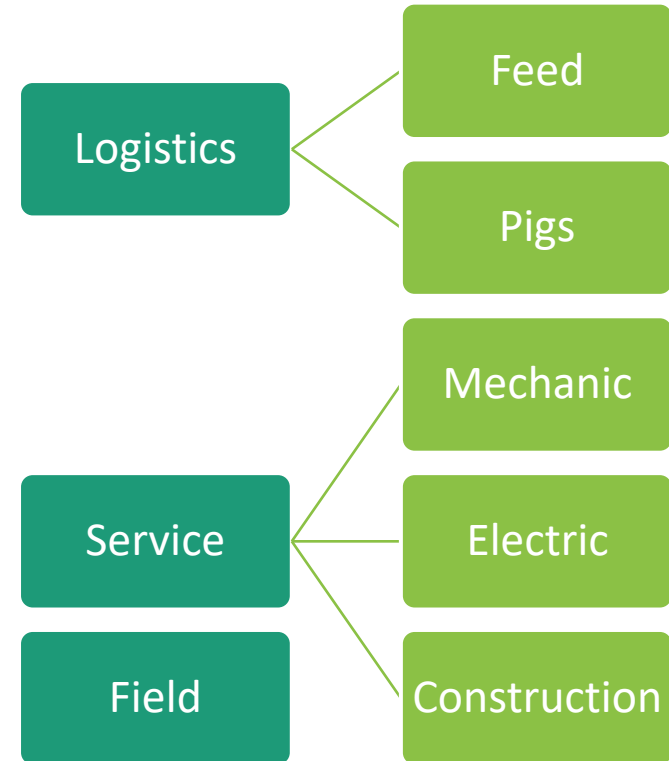 Logistics
Feed
Pigs
Service
Mechanic
Electric
Construction
Field